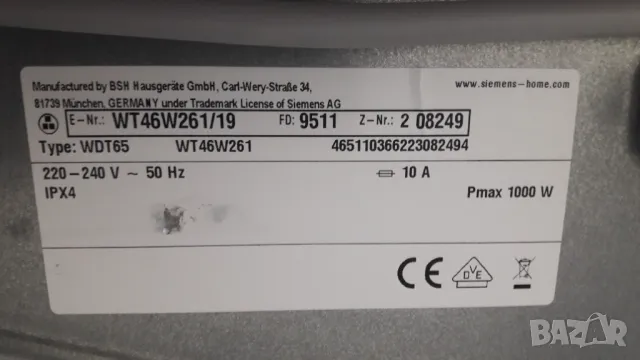 Manufactured by BSH Hausgeräte GmbH, Carl-Wery-Straße 34, www.siemens-home.com
81739 München, GERMANY under Trademark License of Siemens AG
E-Nr.: WT46W261/19 FD: 9511 Z-Nr.: 2 08249
Type: WDT65 WT46W261 465110366223082494
220-240 V ~ 50 Hz 10 A
IPX4 Pmax 1000 W
CE DVE
BAZAR